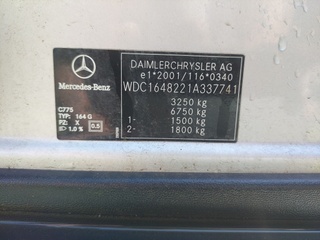 Mercedes-Benz
C775
TYP: 164 G
PZ: X
1.0 % 0.5
DAIMLERCHRYSLER AG
e1*2001/116*0340
WDC1648221A337741
3250 kg
6750 kg
1- 1500 kg
2- 1800 kg